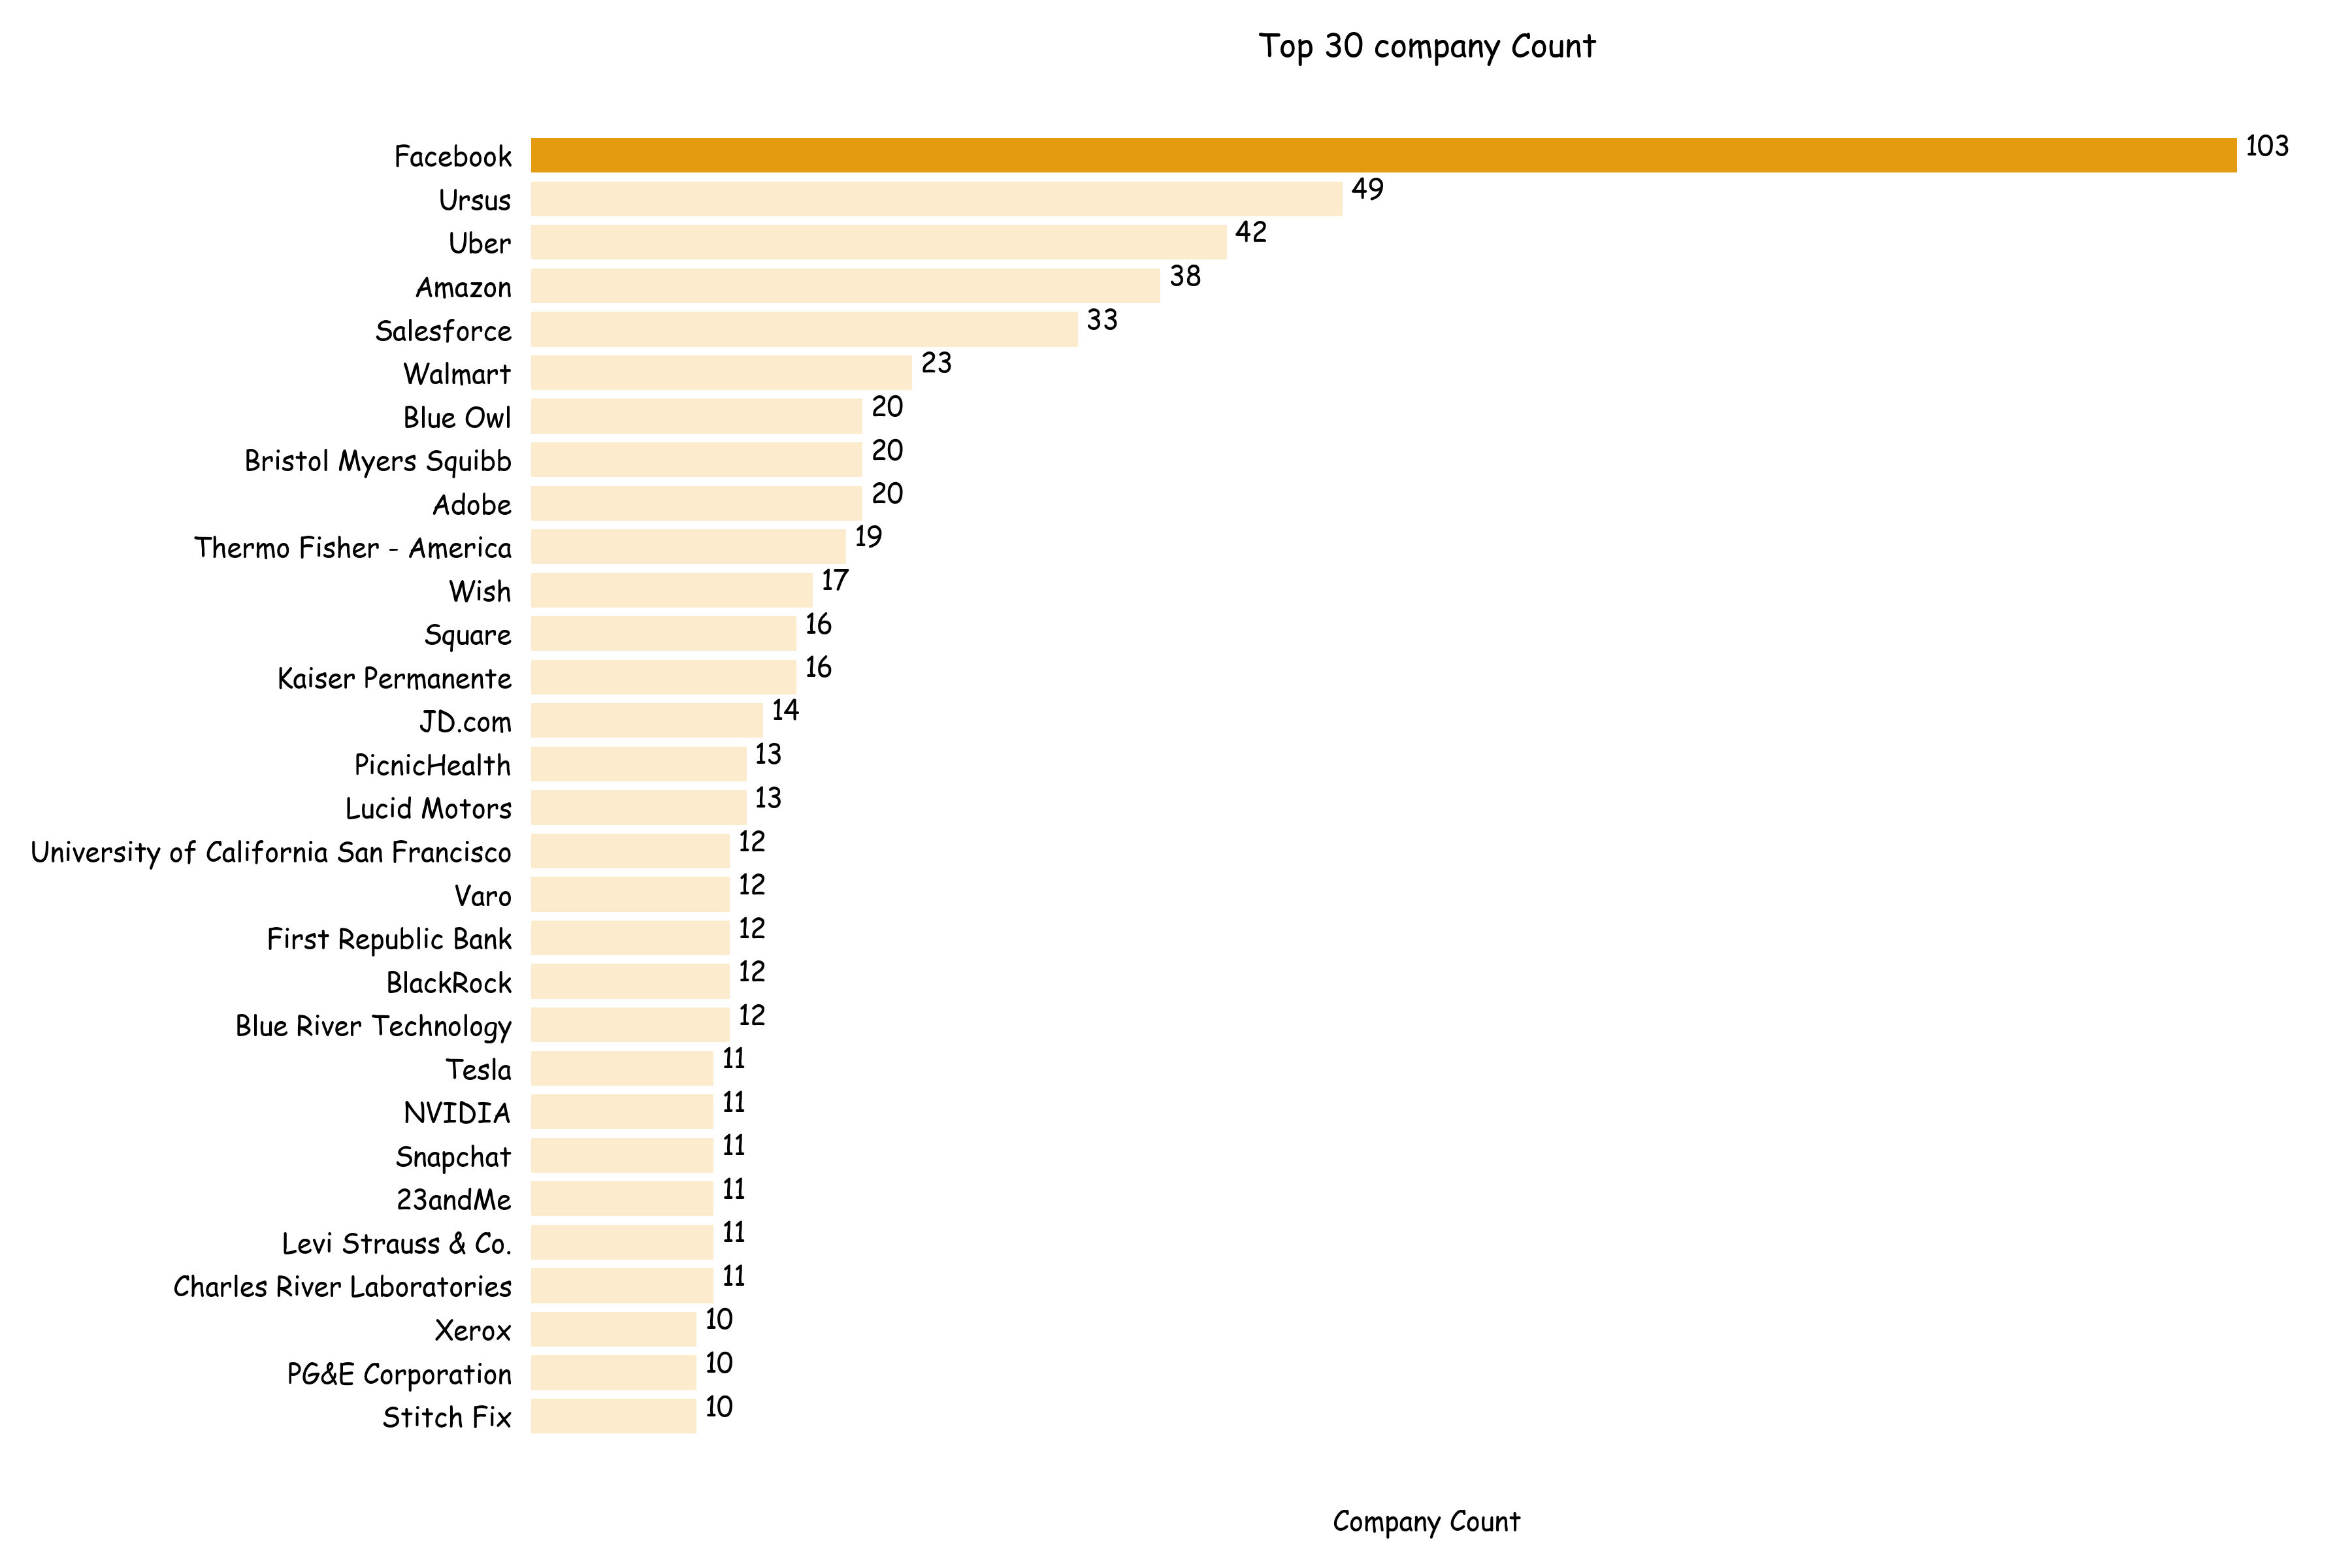 Top 30 company Count
Facebook 103
Ursus 49
Uber 42
Amazon 38
Salesforce 33
Walmart 23
Blue Owl 20
Bristol Myers Squibb 20
Adobe 20
Thermo Fisher - America 19
Wish 17
Square 16
Kaiser Permanente 16
JD.com 14
PicnicHealth 13
Lucid Motors 13
University of California San Francisco 12
Varo 12
First Republic Bank 12
BlackRock 12
Blue River Technology 12
Tesla 11
NVIDIA 11
Snapchat 11
23andMe 11
Levi Strauss & Co. 11
Charles River Laboratories 11
Xerox 10
PG&E Corporation 10
Stitch Fix 10
Company Count